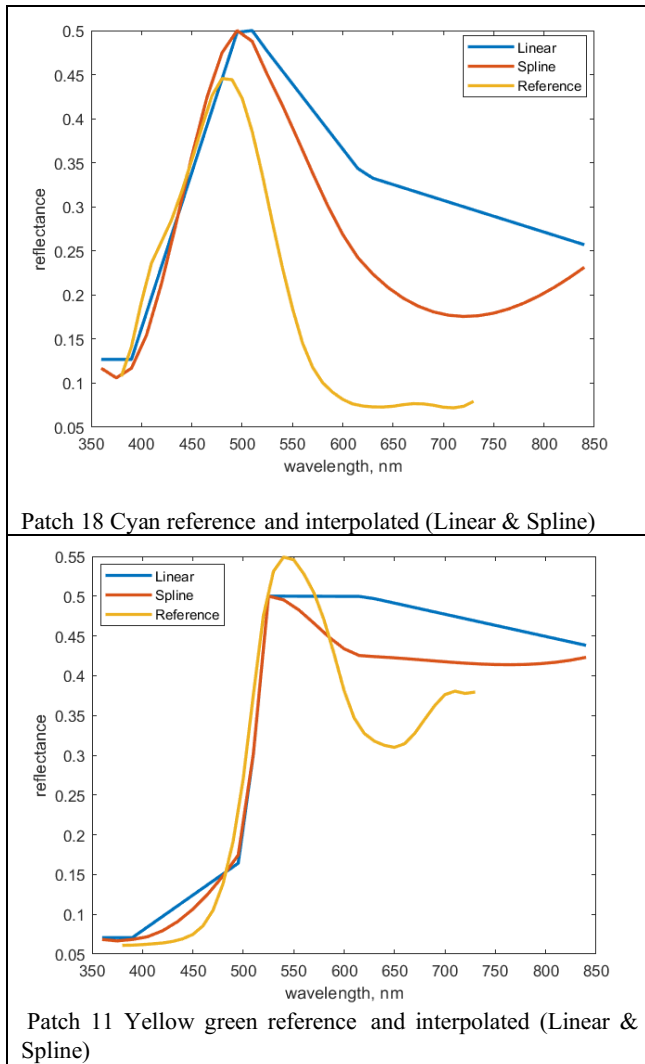 0.5
0.45
0.4
0.35
0.3
0.25
0.2
0.15
0.1
0.05
reflectance
Linear
Spline
Reference
350 400 450 500 550 600 650 700 750 800 850
wavelength, nm
Patch 18 Cyan reference and interpolated (Linear & Spline)
0.55
0.5
0.45
0.4
0.35
0.3
0.25
0.2
0.15
0.1
0.05
reflectance
Linear
Spline
Reference
350 400 450 500 550 600 650 700 750 800 850
wavelength, nm
Patch 11 Yellow green reference and interpolated (Linear &
Spline)